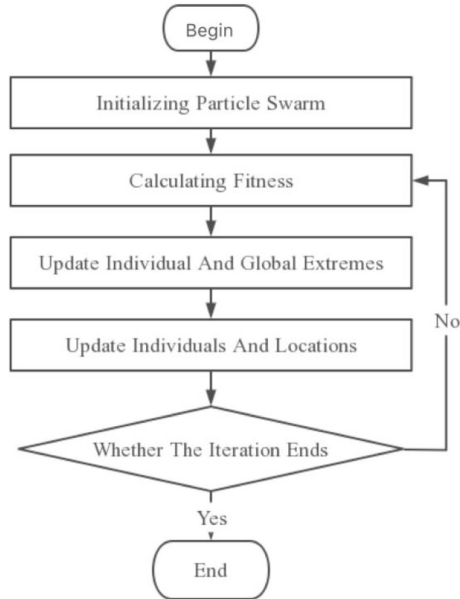 Begin
Initializing Particle Swarm
Calculating Fitness
Update Individual And Global Extremes
Update Individuals And Locations
No
Whether The Iteration Ends
Yes
End